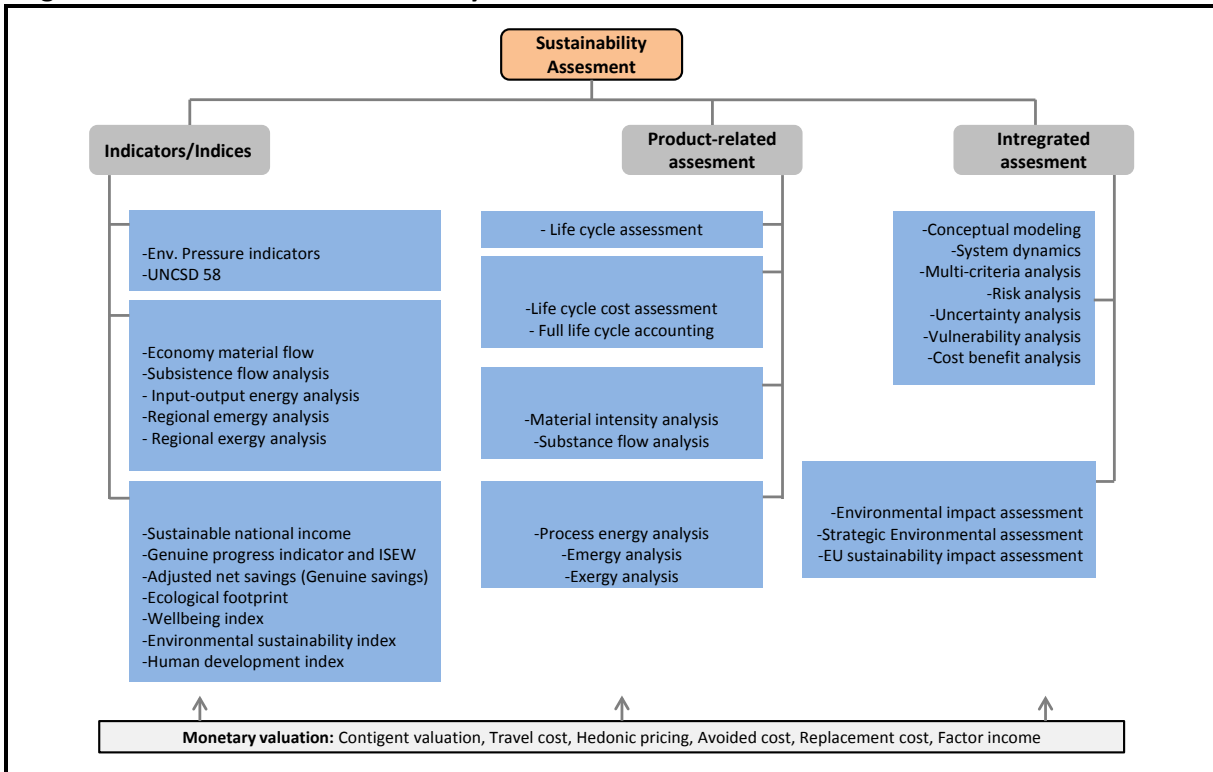 Sustainability
Assesment
Indicators/Indices
Product-related
assesment
Intregrated
assesment
-Env. Pressure indicators
-UNCSD 58
-Economy material flow
-Subsistence flow analysis
- Input-output energy analysis
-Regional emergy analysis
- Regional exergy analysis
-Sustainable national income
-Genuine progress indicator and ISEW
-Adjusted net savings (Genuine savings)
-Ecological footprint
-Wellbeing index
-Environmental sustainability index
-Human development index
- Life cycle assessment
-Life cycle cost assessment
- Full life cycle accounting
-Material intensity analysis
-Substance flow analysis
-Process energy analysis
-Emergy analysis
-Exergy analysis
-Conceptual modeling
-System dynamics
-Multi-criteria analysis
-Risk analysis
-Uncertainty analysis
-Vulnerability analysis
-Cost benefit analysis
-Environmental impact assessment
-Strategic Environmental assessment
-EU sustainability impact assessment
Monetary valuation: Contigent valuation, Travel cost, Hedonic pricing, Avoided cost, Replacement cost, Factor income